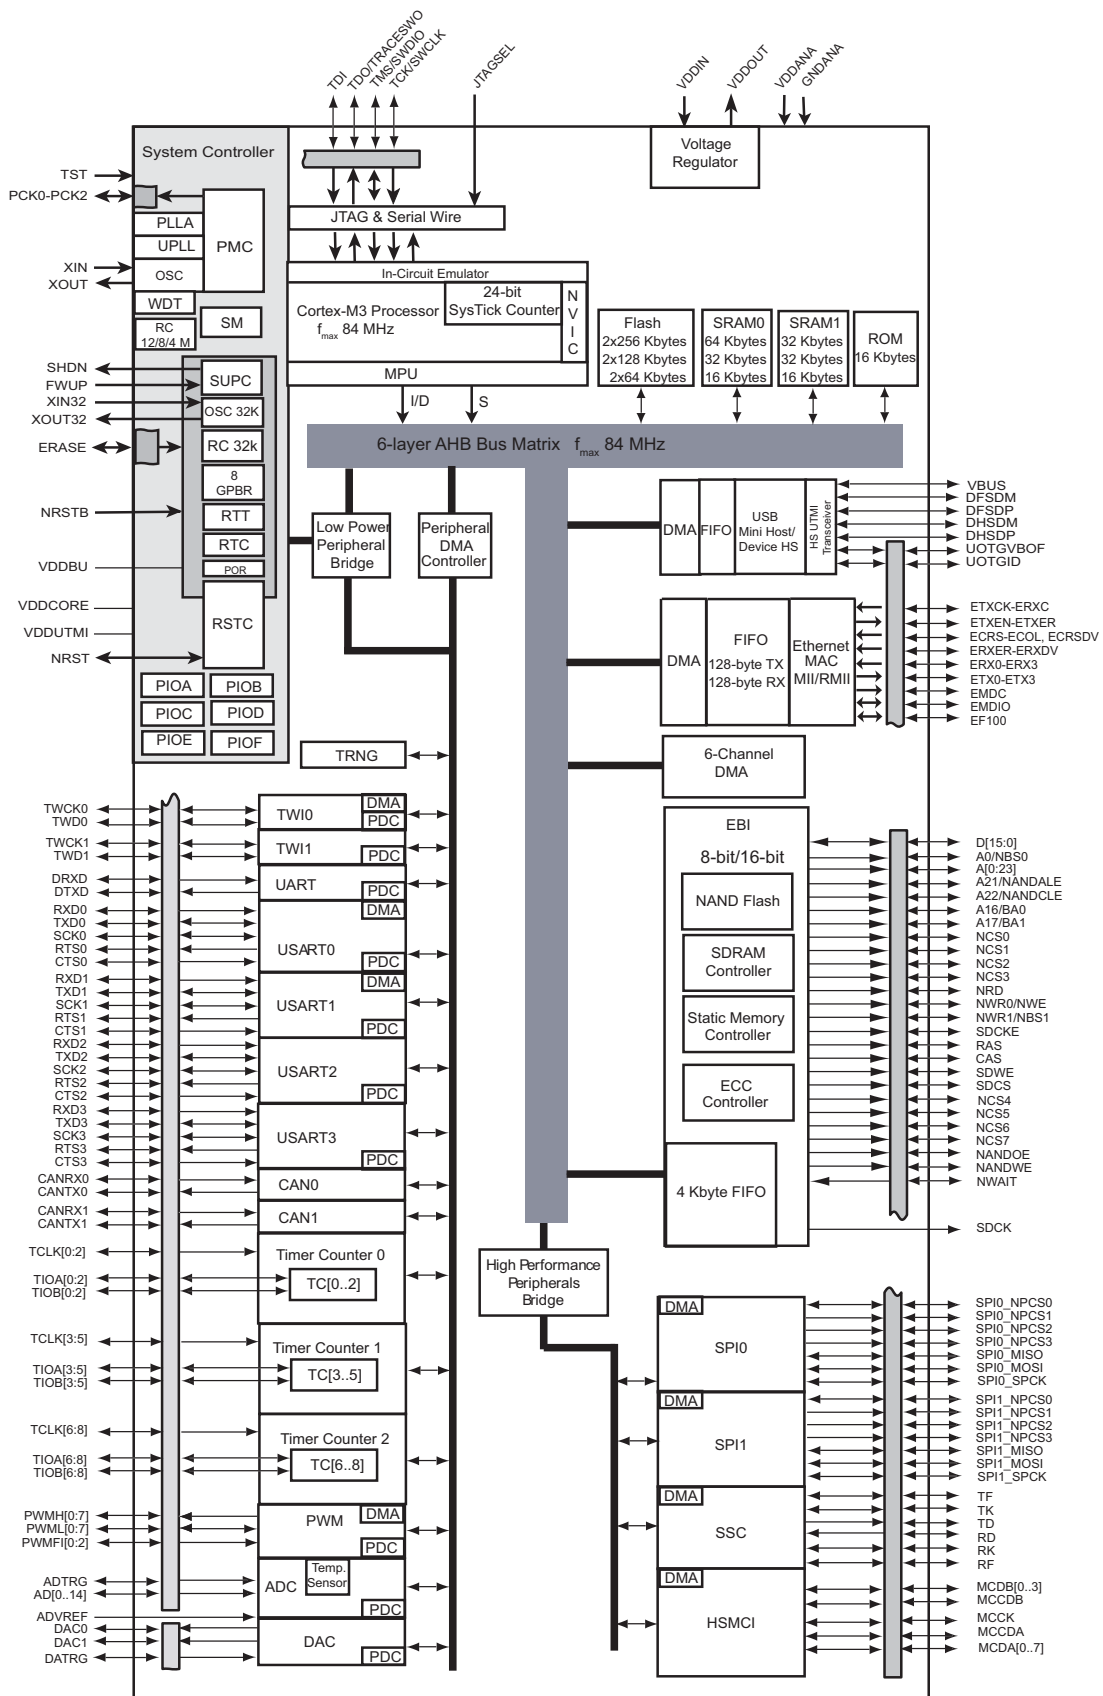 TDI
TDO/TRACESWO
TMS/SWDIO
TCK/SWCLK
JTAGSEL
VDDIN
VDDOUT
VDDANA
GNDANA
System Controller
Voltage
Regulator
TST
PCK0-PCK2
PLLA
UPLL
PMC
XIN
XOUT
OSC
WDT
RC
12/8/4 M
SM
JTAG & Serial Wire
In-Circuit Emulator
Cortex-M3 Processor
fmax 84 MHz
24-bit
SysTick Counter
N
V
I
C
MPU
I/D
S
Flash
2x256 Kbytes
2x128 Kbytes
2x64 Kbytes
SRAM0
64 Kbytes
32 Kbytes
16 Kbytes
SRAM1
32 Kbytes
32 Kbytes
16 Kbytes
ROM
16 Kbytes
SHDN
FWUP
XIN32
XOUT32
ERASE
NRSTB
VDDBU
VDDCORE
VDDUTMI
NRST
SUPC
OSC 32K
RC 32k
8
GPBR
RTT
RTC
POR
RSTC
PIOA
PIOB
PIOC
PIOD
PIOE
PIOF
6-layer AHB Bus Matrix fmax 84 MHz
Low Power
Peripheral
Bridge
Peripheral
DMA
Controller
DMA
FIFO
USB
Mini Host/
Device HS
HS UTMI
Transceiver
VBUS
DFSDM
DFSDP
DHSDM
DHSDP
UOTGVBOF
UOTGID
DMA
FIFO
128-byte TX
128-byte RX
Ethernet
MAC
MII/RMII
ETXCK-ERXC
ETXEN-ETXER
ECRS-ECOL, ECRSDV
ERXER-ERXDV
ERX0-ERX3
ETX0-ETX3
EMDC
EMDIO
EF100
TRNG
6-Channel
DMA
TWCK0
TWD0
TWI0
DMA
PDC
TWCK1
TWD1
TWI1
PDC
DRXD
DTXD
UART
PDC
RXD0
TXD0
SCK0
RTS0
CTS0
USART0
DMA
PDC
RXD1
TXD1
SCK1
RTS1
CTS1
USART1
DMA
PDC
RXD2
TXD2
SCK2
RTS2
CTS2
USART2
PDC
RXD3
TXD3
SCK3
RTS3
CTS3
USART3
PDC
CANRX0
CANTX0
CAN0
CANRX1
CANTX1
CAN1
TCLK[0:2]
TIOA[0:2]
TIOB[0:2]
Timer Counter 0
TC[0..2]
TCLK[3:5]
TIOA[3:5]
TIOB[3:5]
Timer Counter 1
TC[3..5]
TCLK[6:8]
TIOA[6:8]
TIOB[6:8]
Timer Counter 2
TC[6..8]
PWMH[0:7]
PWML[0:7]
PWMFI[0:2]
PWM
DMA
PDC
ADTRG
AD[0..14]
ADVREF
ADC
Temp.
Sensor
PDC
DAC0
DAC1
DATRG
DAC
PDC
EBI
8-bit/16-bit
NAND Flash
SDRAM
Controller
Static Memory
Controller
ECC
Controller
4 Kbyte FIFO
D[15:0]
A0/NBS0
A[0:23]
A21/NANDALE
A22/NANDCLE
A16/BA0
A17/BA1
NCS0
NCS1
NCS2
NCS3
NRD
NWR0/NWE
NWR1/NBS1
SDCKE
RAS
CAS
SDWE
SDCS
NCS4
NCS5
NCS6
NCS7
NANDOE
NANDWE
NWAIT
SDCK
High Performance
Peripherals
Bridge
DMA
SPI0
SPI0_NPCS0
SPI0_NPCS1
SPI0_NPCS2
SPI0_NPCS3
SPI0_MISO
SPI0_MOSI
SPI0_SPCK
DMA
SPI1
SPI1_NPCS0
SPI1_NPCS1
SPI1_NPCS2
SPI1_NPCS3
SPI1_MISO
SPI1_MOSI
SPI1_SPCK
DMA
SSC
TF
TK
TD
RD
RK
RF
DMA
HSMCI
MCDB[0..3]
MCCDB
MCCK
MCCDA
MCDA[0..7]